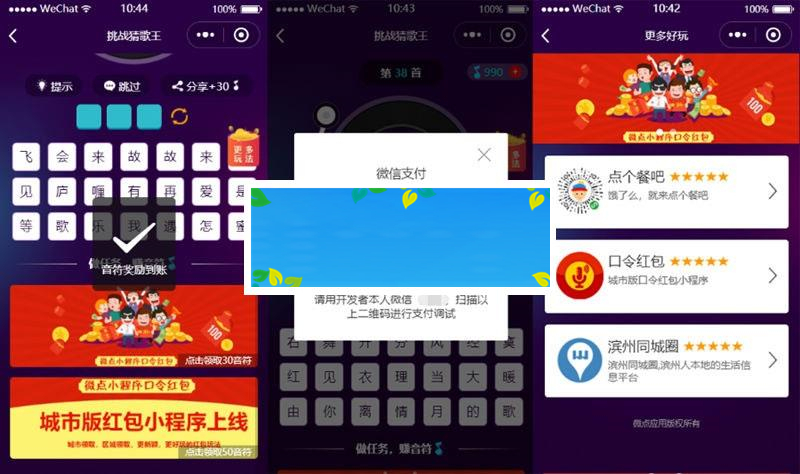 ●●●●● WeChat 10:44 100%
挑战猜歌王
提示
跳过
分享+30
更多玩法
飞 会 来 故 故 来
见 庐 喱 有 再 爱 是
等 歌 乐 我 遇 怎 蜜
音符奖励到账
做任务，赚音符
微点小程序口令红包
点击领取30音符
微点小程序口令红包
城市版红包小程序上线
城市领取、区域领取、更新颖、更好玩的红包玩法
点击领取50音符
●●●●● WeChat 10:43 100%
挑战猜歌王
第 38 首
990
微信支付
请用开发者本人微信
扫描以
上二维码进行支付调试
红 见 衣 理 当 大 暖
由 你 离 情 月 的 歌
做任务，赚音符
●●●●● WeChat 10:42 100%
更多好玩
100
微点小程序口令红包
点个餐吧 ★★★★★
饿了么，就来点个餐吧
口令红包 ★★★★★
城市版口令红包小程序
滨州同城圈 ★★★★★
滨州同城圈,滨州人本地的生活信
息平台
微点应用版权所有